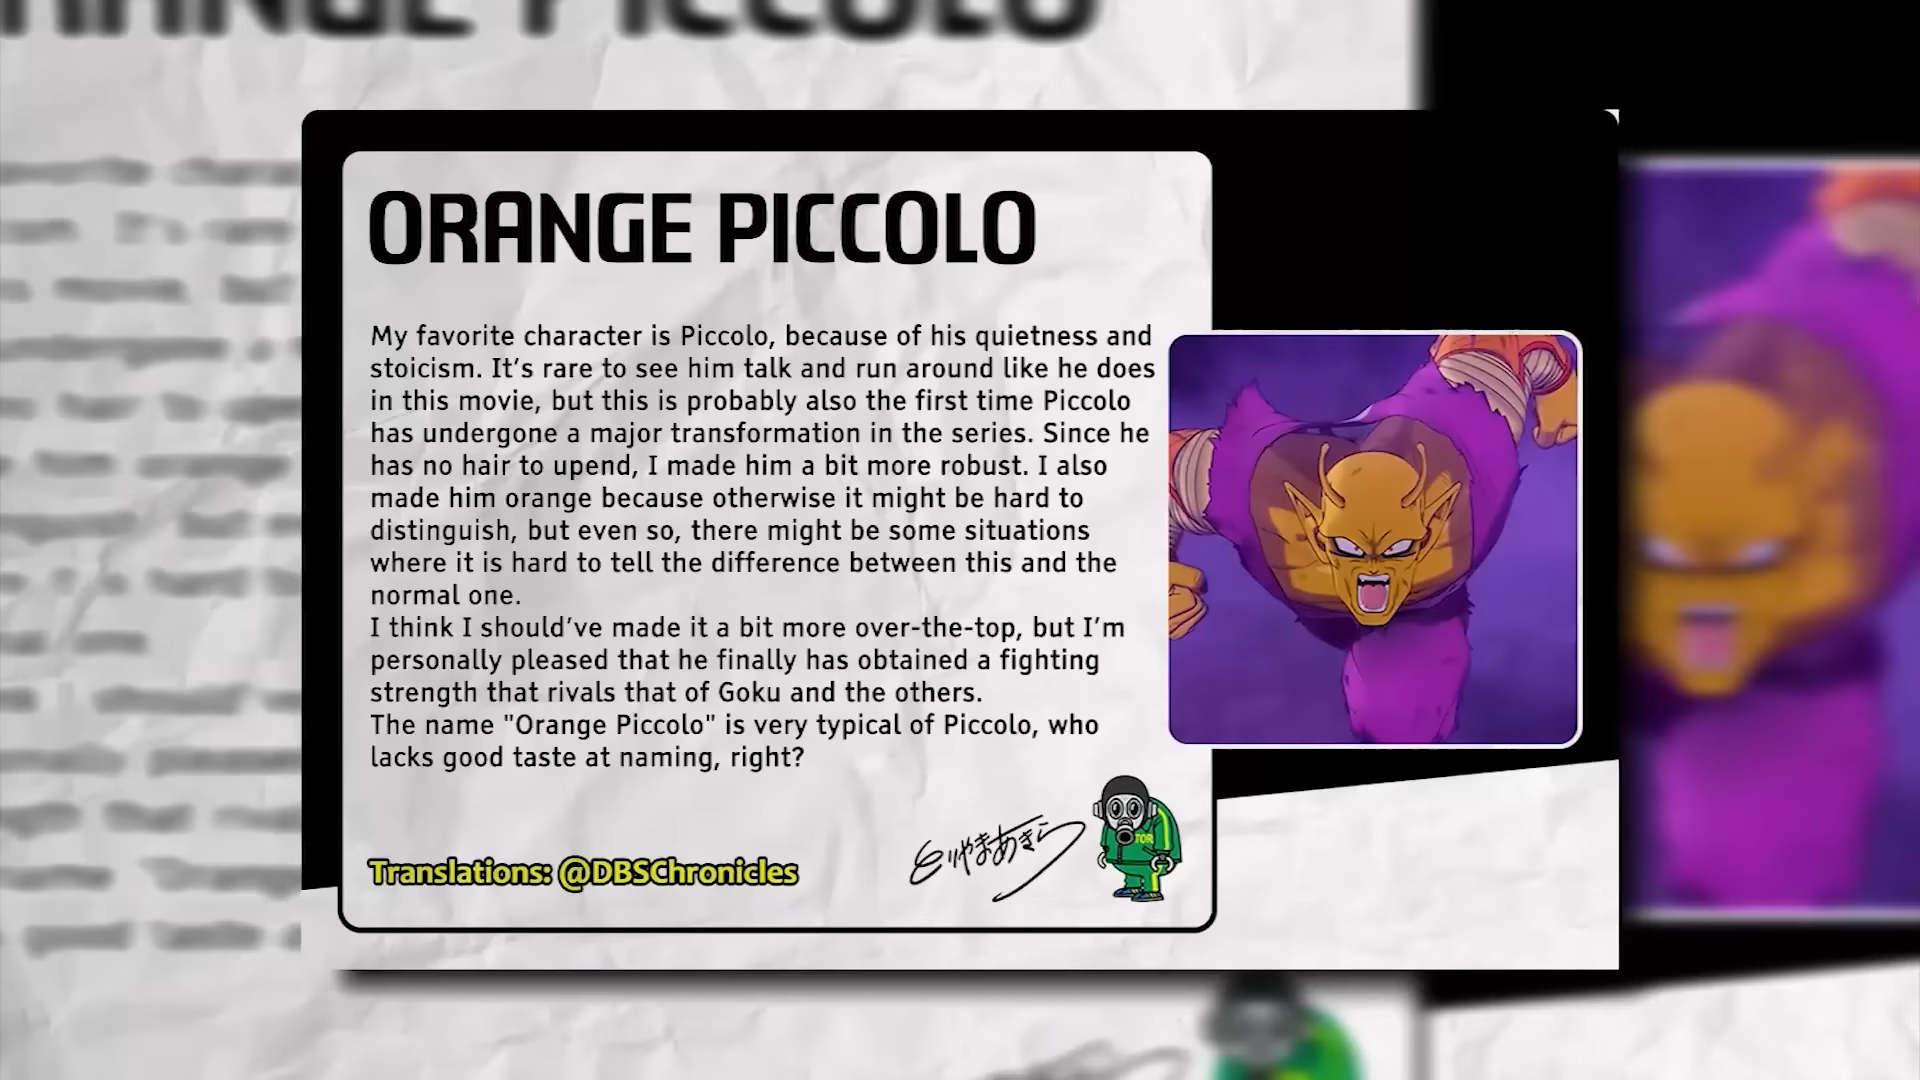 ORANGE PICCOLO
My favorite character is Piccolo, because of his quietness and
stoicism. It’s rare to see him talk and run around like he does
in this movie, but this is probably also the first time Piccolo
has undergone a major transformation in the series. Since he
has no hair to upend, I made him a bit more robust. I also
made him orange because otherwise it might be hard to
distinguish, but even so, there might be some situations
where it is hard to tell the difference between this and the
normal one.
I think I should’ve made it a bit more over-the-top, but I’m
personally pleased that he finally has obtained a fighting
strength that rivals that of Goku and the others.
The name "Orange Piccolo" is very typical of Piccolo, who
lacks good taste at naming, right?
とりやまあきら
TOR
Translations: @DBSChronicles